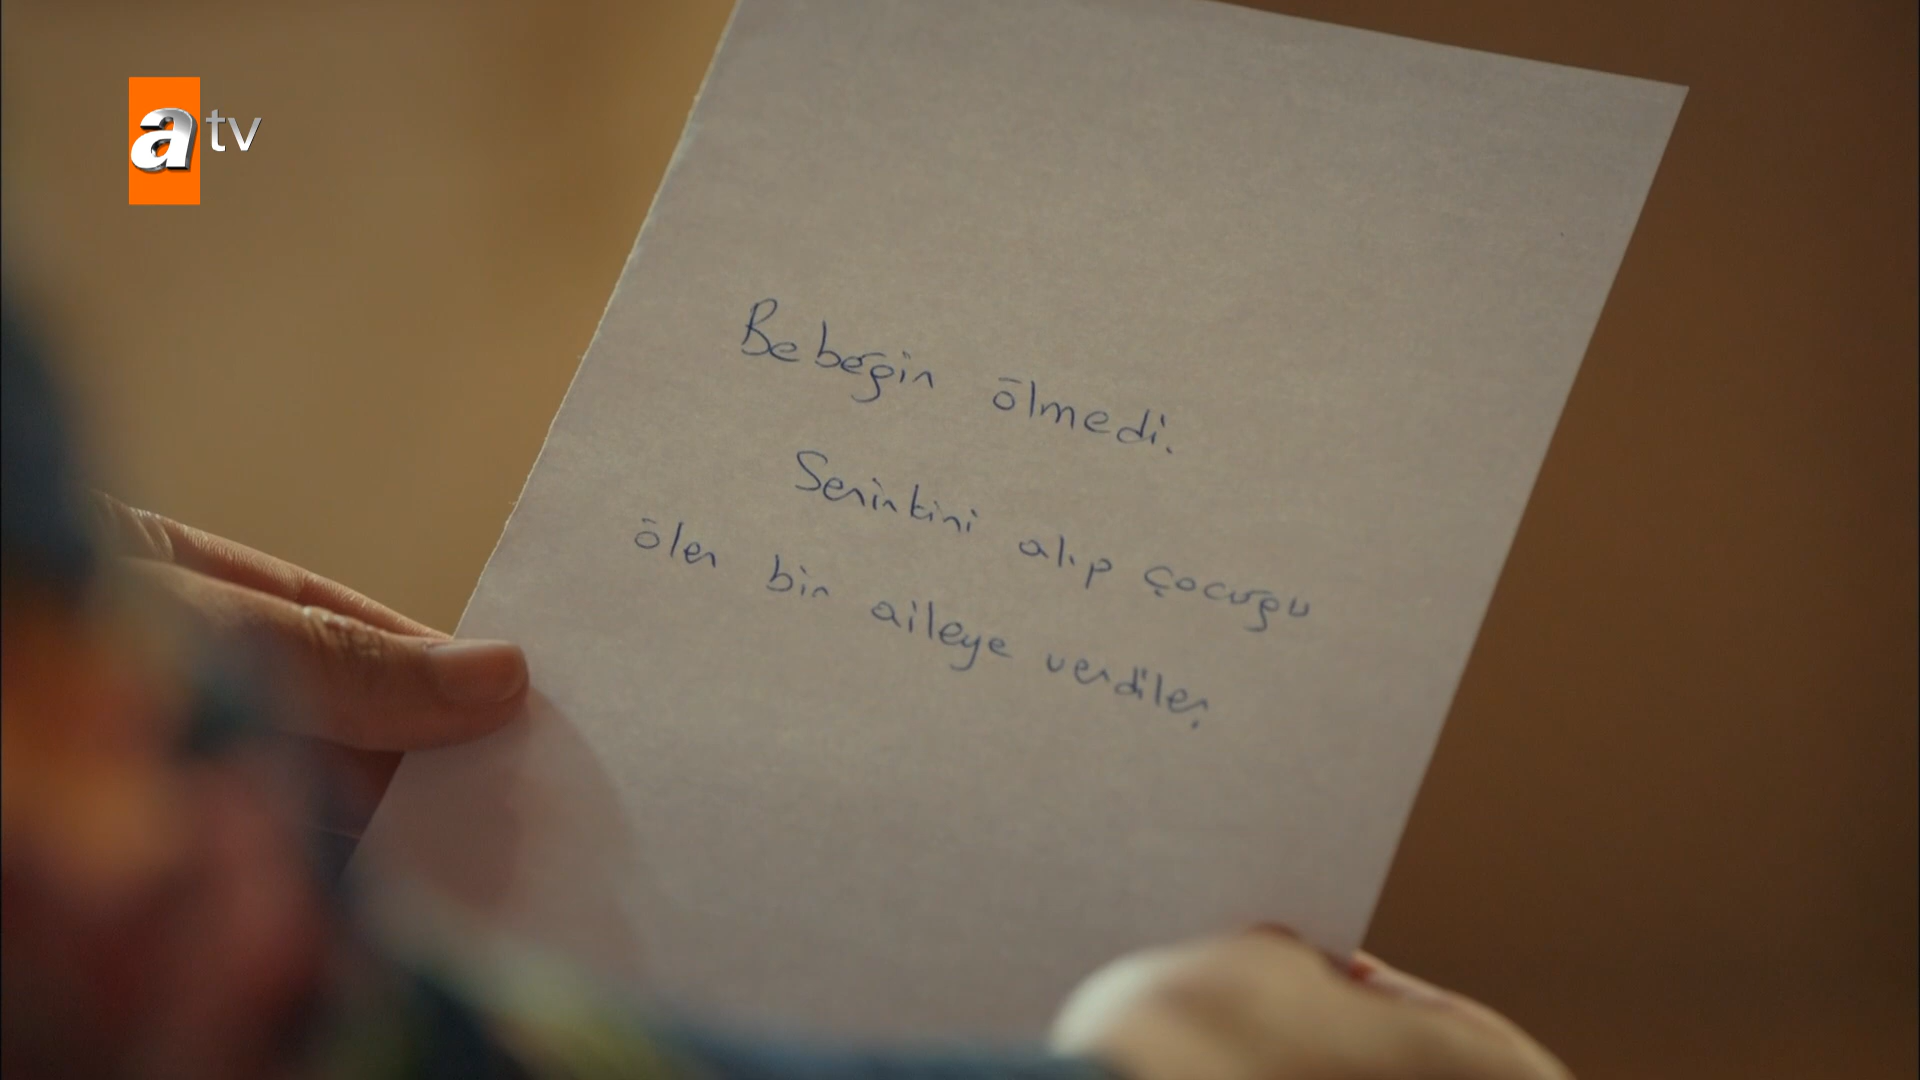 atv
Bebeğin ölmedi.
Seninkini alıp çocuğu
ölen bir aileye verdiler.